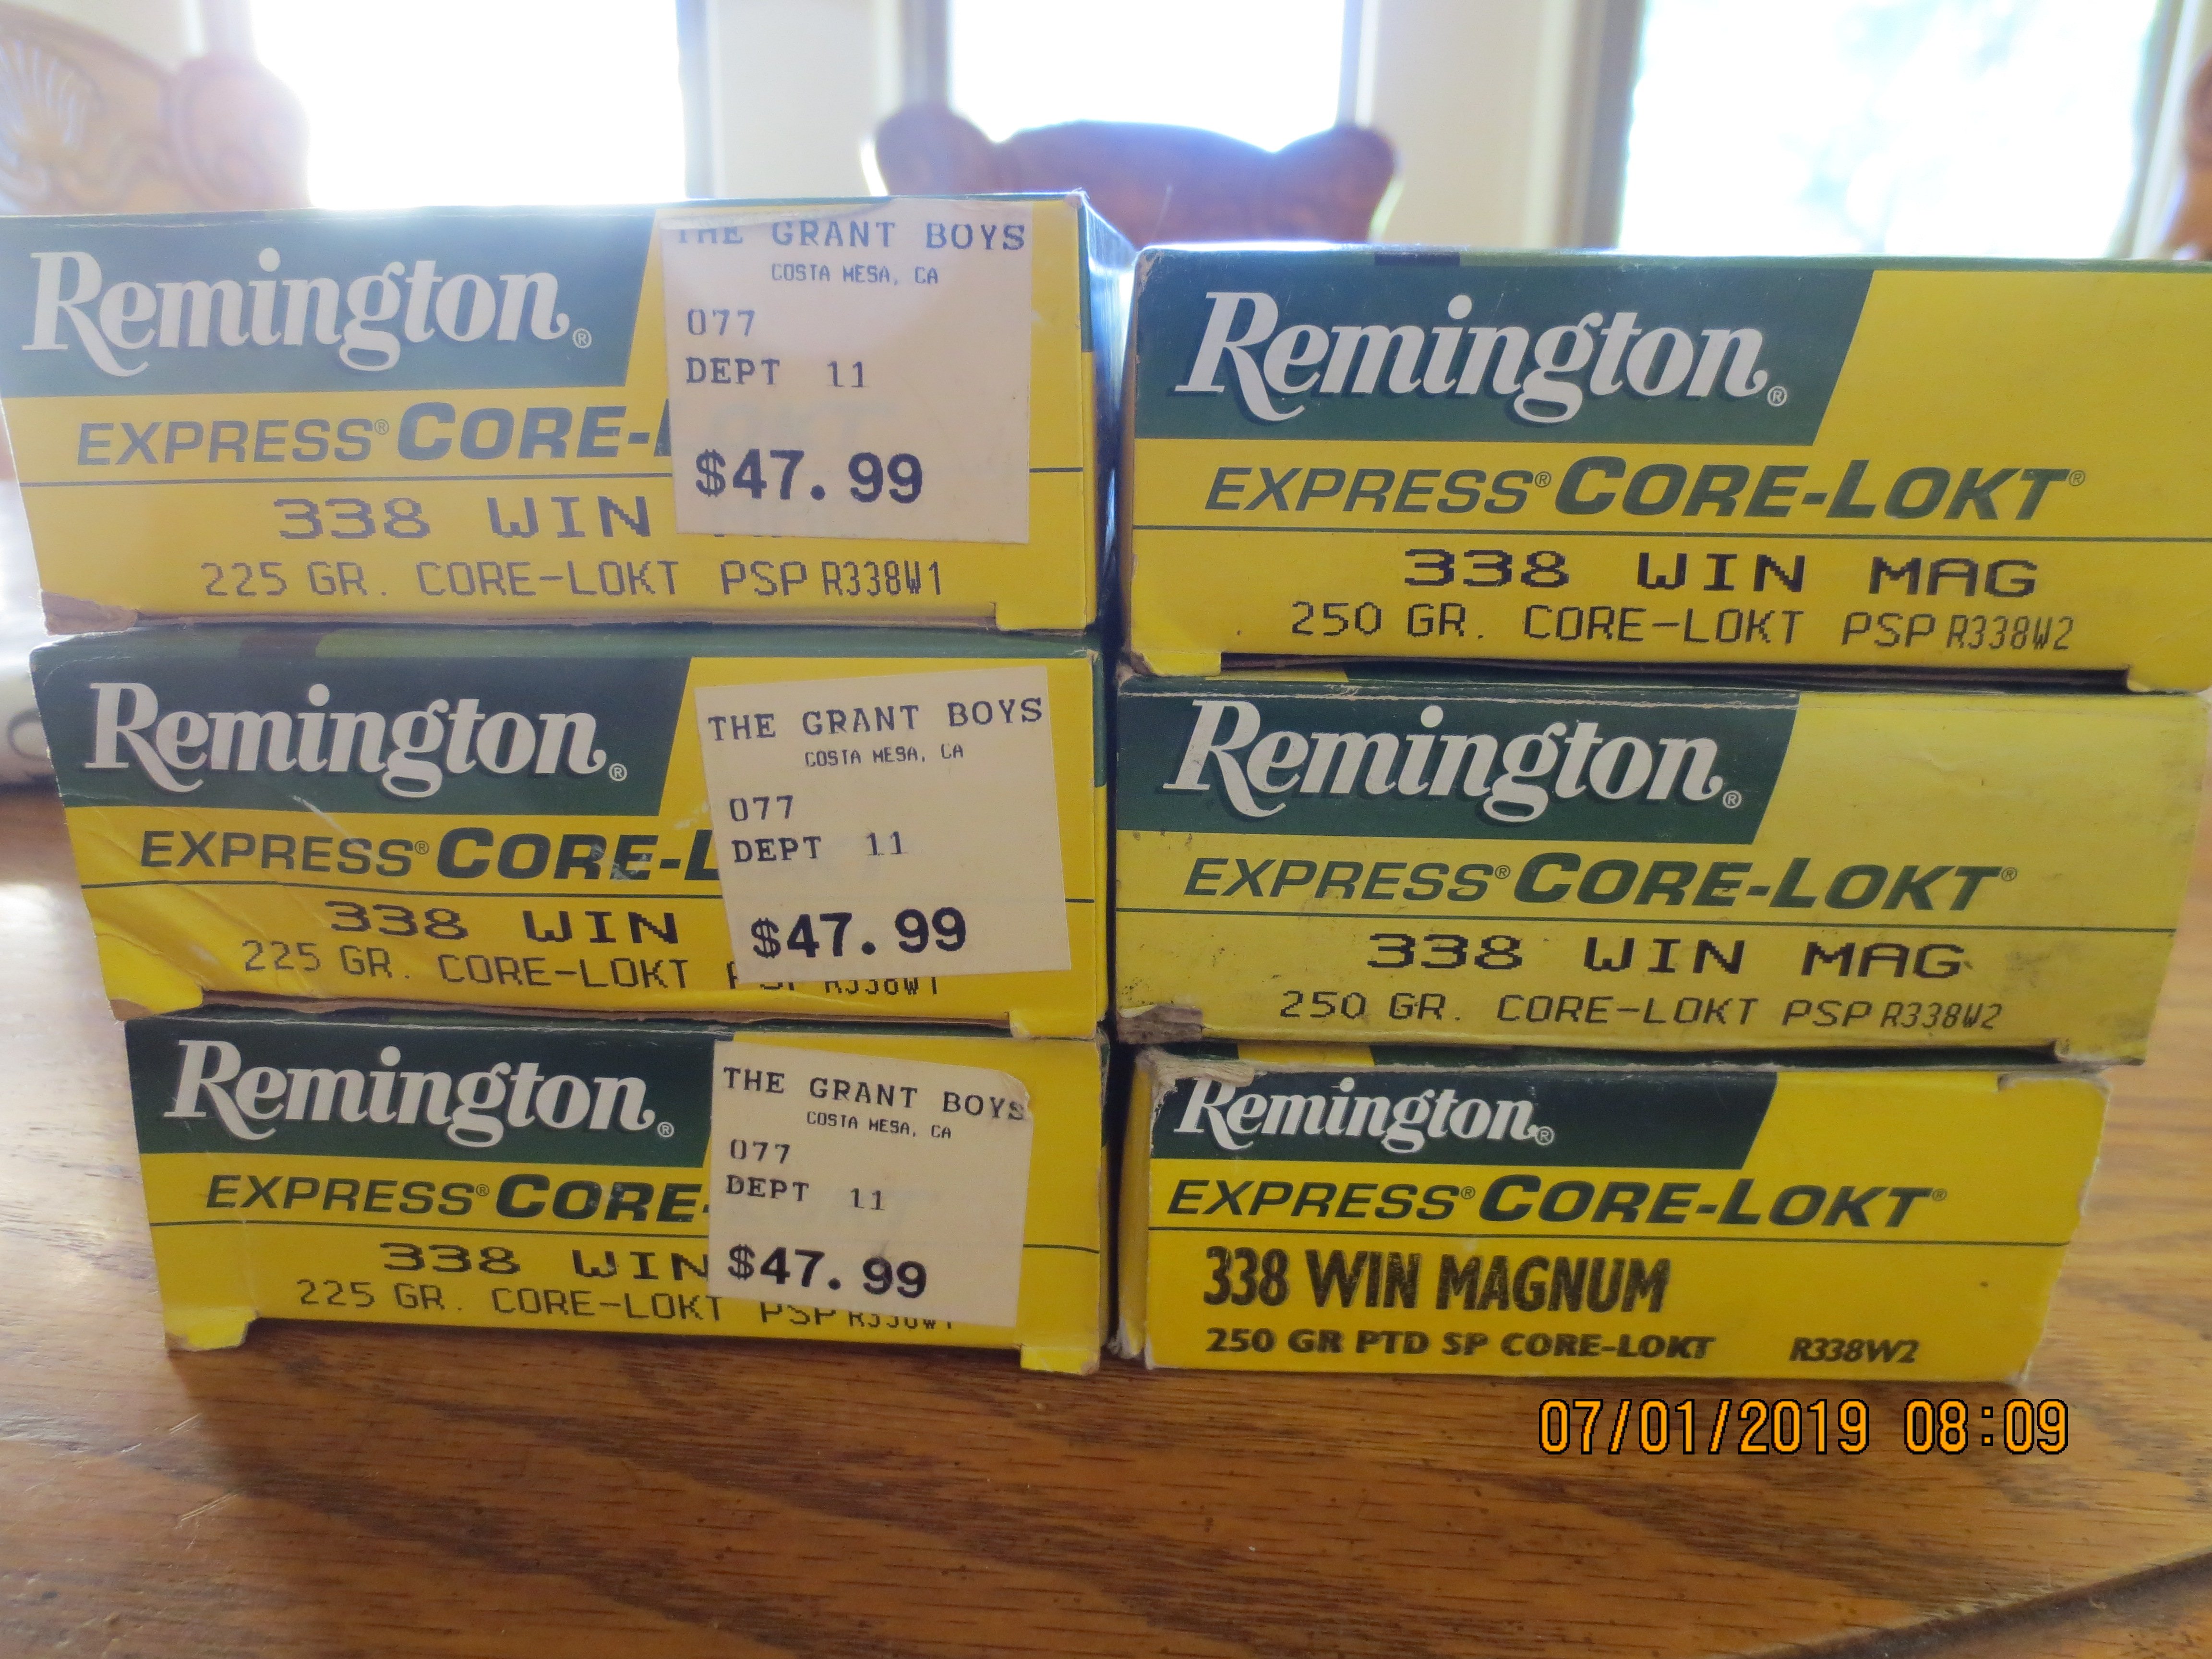 Remington®
EXPRESS® CORE-LOKT
338 WIN
225 GR. CORE-LOKT PSP R338W1
THE GRANT BOYS
COSTA MESA, CA
077
DEPT 11
$47.99
Remington®
EXPRESS® CORE-L
338 WIN
225 GR. CORE-LOKT PSP R338W1
THE GRANT BOYS
COSTA MESA, CA
077
DEPT 11
$47.99
Remington®
EXPRESS® CORE-
338 WIN
225 GR. CORE-LOKT PSP R338W1
THE GRANT BOYS
COSTA MESA, CA
077
DEPT 11
$47.99
Remington®
EXPRESS® CORE-LOKT®
338 WIN MAG
250 GR. CORE-LOKT PSP R338W2
Remington®
EXPRESS® CORE-LOKT®
338 WIN MAG
250 GR. CORE-LOKT PSP R338W2
Remington®
EXPRESS® CORE-LOKT®
338 WIN MAGNUM
250 GR PTD SP CORE-LOKT R338W2
07/01/2019 08:09